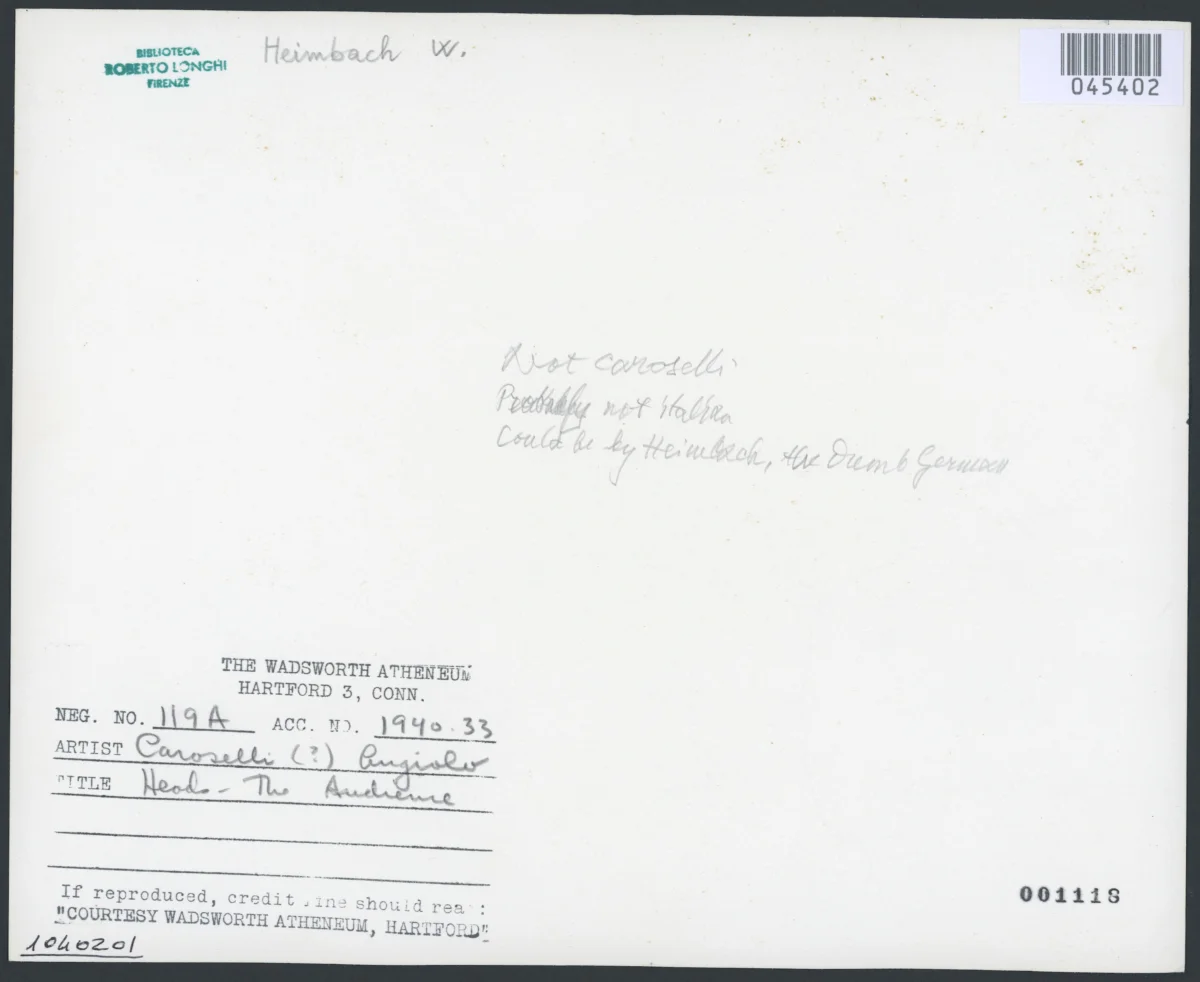 BIBLIOTECA
ROBERTO LONGHI
FIRENZE
Heimbach W.
045402
Not Caroselli
Probably not italian
Could be by Heimbach, the Dumb German
THE WADSWORTH ATHENEUM
HARTFORD 3, CONN.
NEG. NO. 119A ACC. NO. 1940.33
ARTIST Caroselli (?) Angiolo
TITLE Heads - The Audience
If reproduced, credit line should read:
"COURTESY WADSWORTH ATHENEUM, HARTFORD"
1040201
00111S